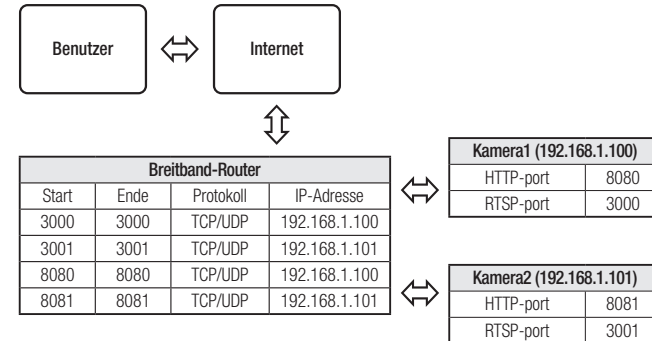 Benutzer
Internet
Breitband-Router
Start Ende Protokoll IP-Adresse
3000 3000 TCP/UDP 192.168.1.100
3001 3001 TCP/UDP 192.168.1.101
8080 8080 TCP/UDP 192.168.1.100
8081 8081 TCP/UDP 192.168.1.101
Kamera1 (192.168.1.100)
HTTP-port 8080
RTSP-port 3000
Kamera2 (192.168.1.101)
HTTP-port 8081
RTSP-port 3001